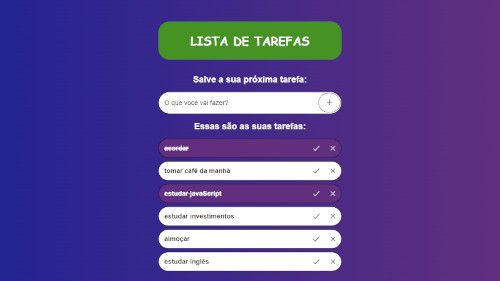 LISTA DE TAREFAS
Salve a sua próxima tarefa:
O que você vai fazer?
Essas são as suas tarefas:
acordar
tomar café da manhã
estudar javaScript
estudar investimentos
almoçar
estudar inglês